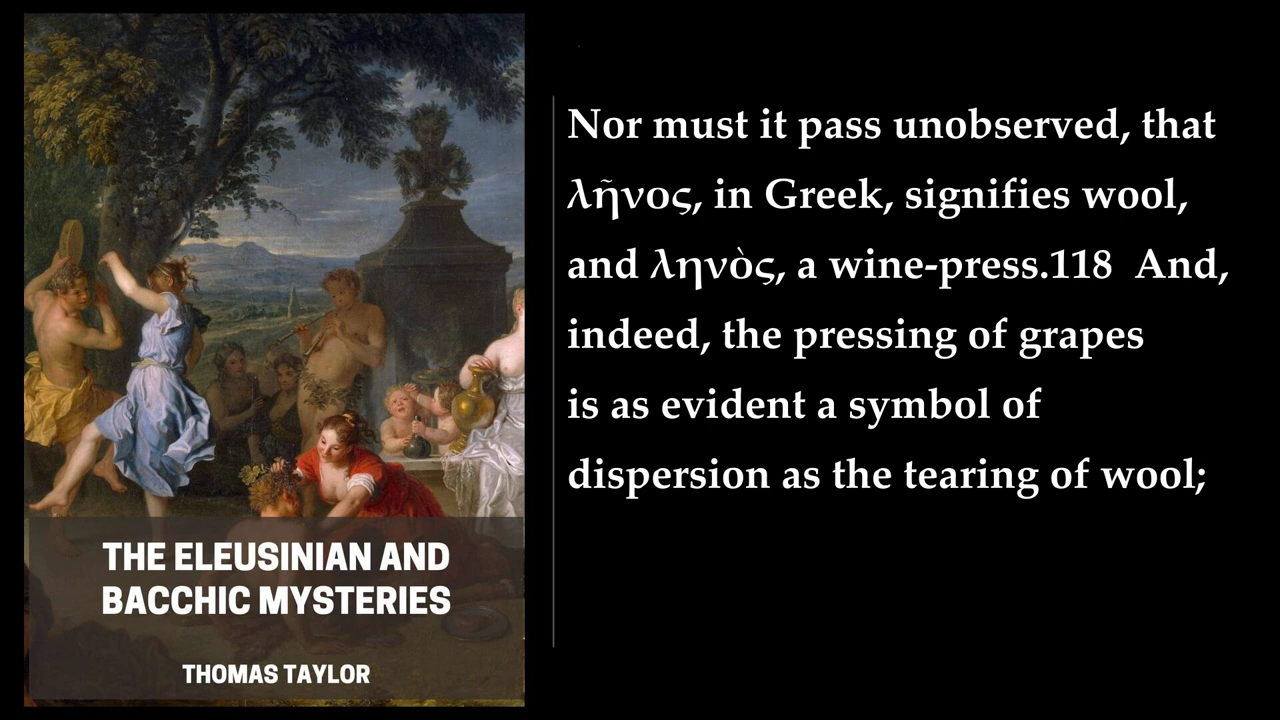 THE ELEUSINIAN AND
BACCHIC MYSTERIES
THOMAS TAYLOR
Nor must it pass unobserved, that
λῆνος, in Greek, signifies wool,
and ληνὸς, a wine-press.118 And,
indeed, the pressing of grapes
is as evident a symbol of
dispersion as the tearing of wool;